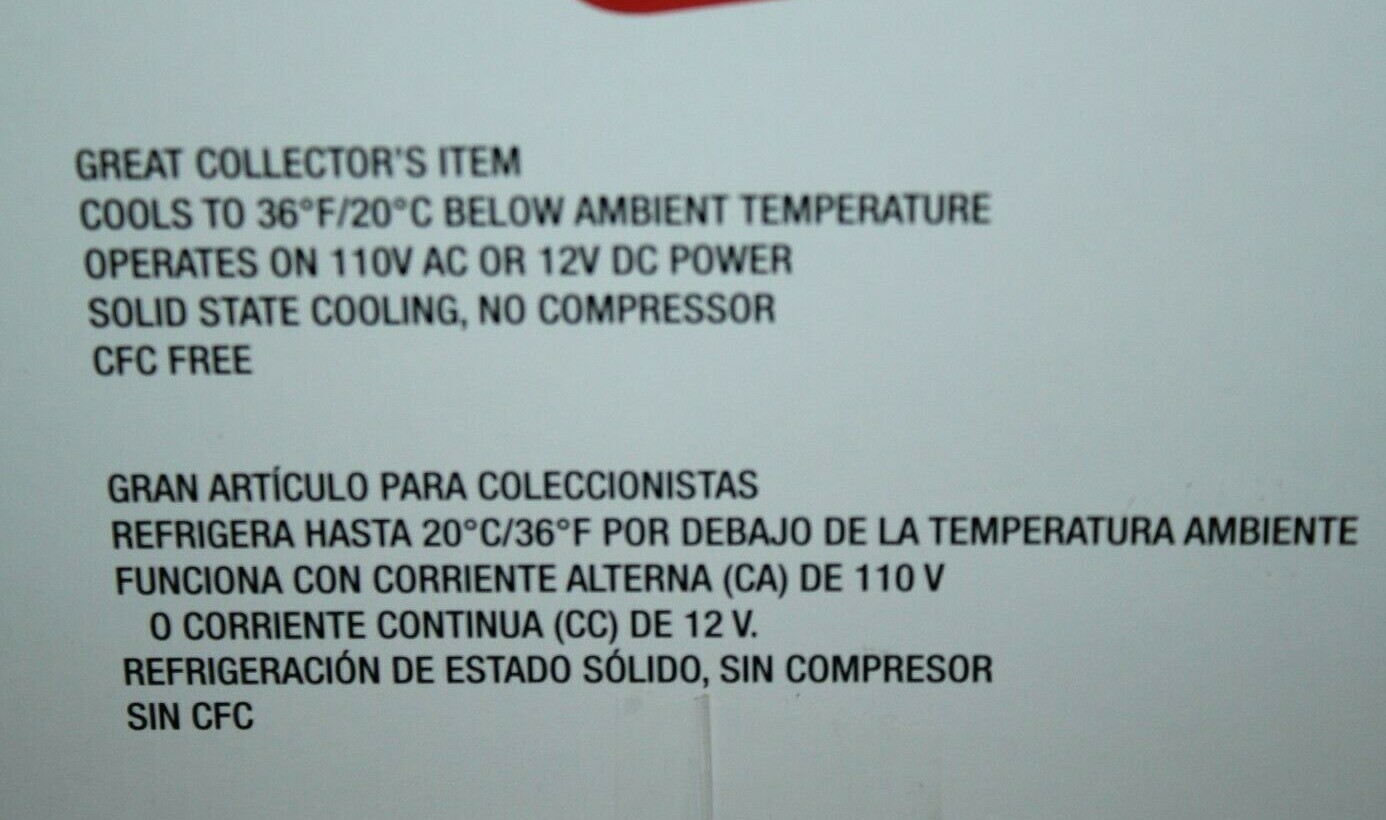 GREAT COLLECTOR'S ITEM
COOLS TO 36°F/20°C BELOW AMBIENT TEMPERATURE
OPERATES ON 110V AC OR 12V DC POWER
SOLID STATE COOLING, NO COMPRESSOR
CFC FREE
GRAN ARTÍCULO PARA COLECCIONISTAS
REFRIGERA HASTA 20°C/36°F POR DEBAJO DE LA TEMPERATURA AMBIENTE
FUNCIONA CON CORRIENTE ALTERNA (CA) DE 110 V
O CORRIENTE CONTINUA (CC) DE 12 V.
REFRIGERACIÓN DE ESTADO SÓLIDO, SIN COMPRESOR
SIN CFC